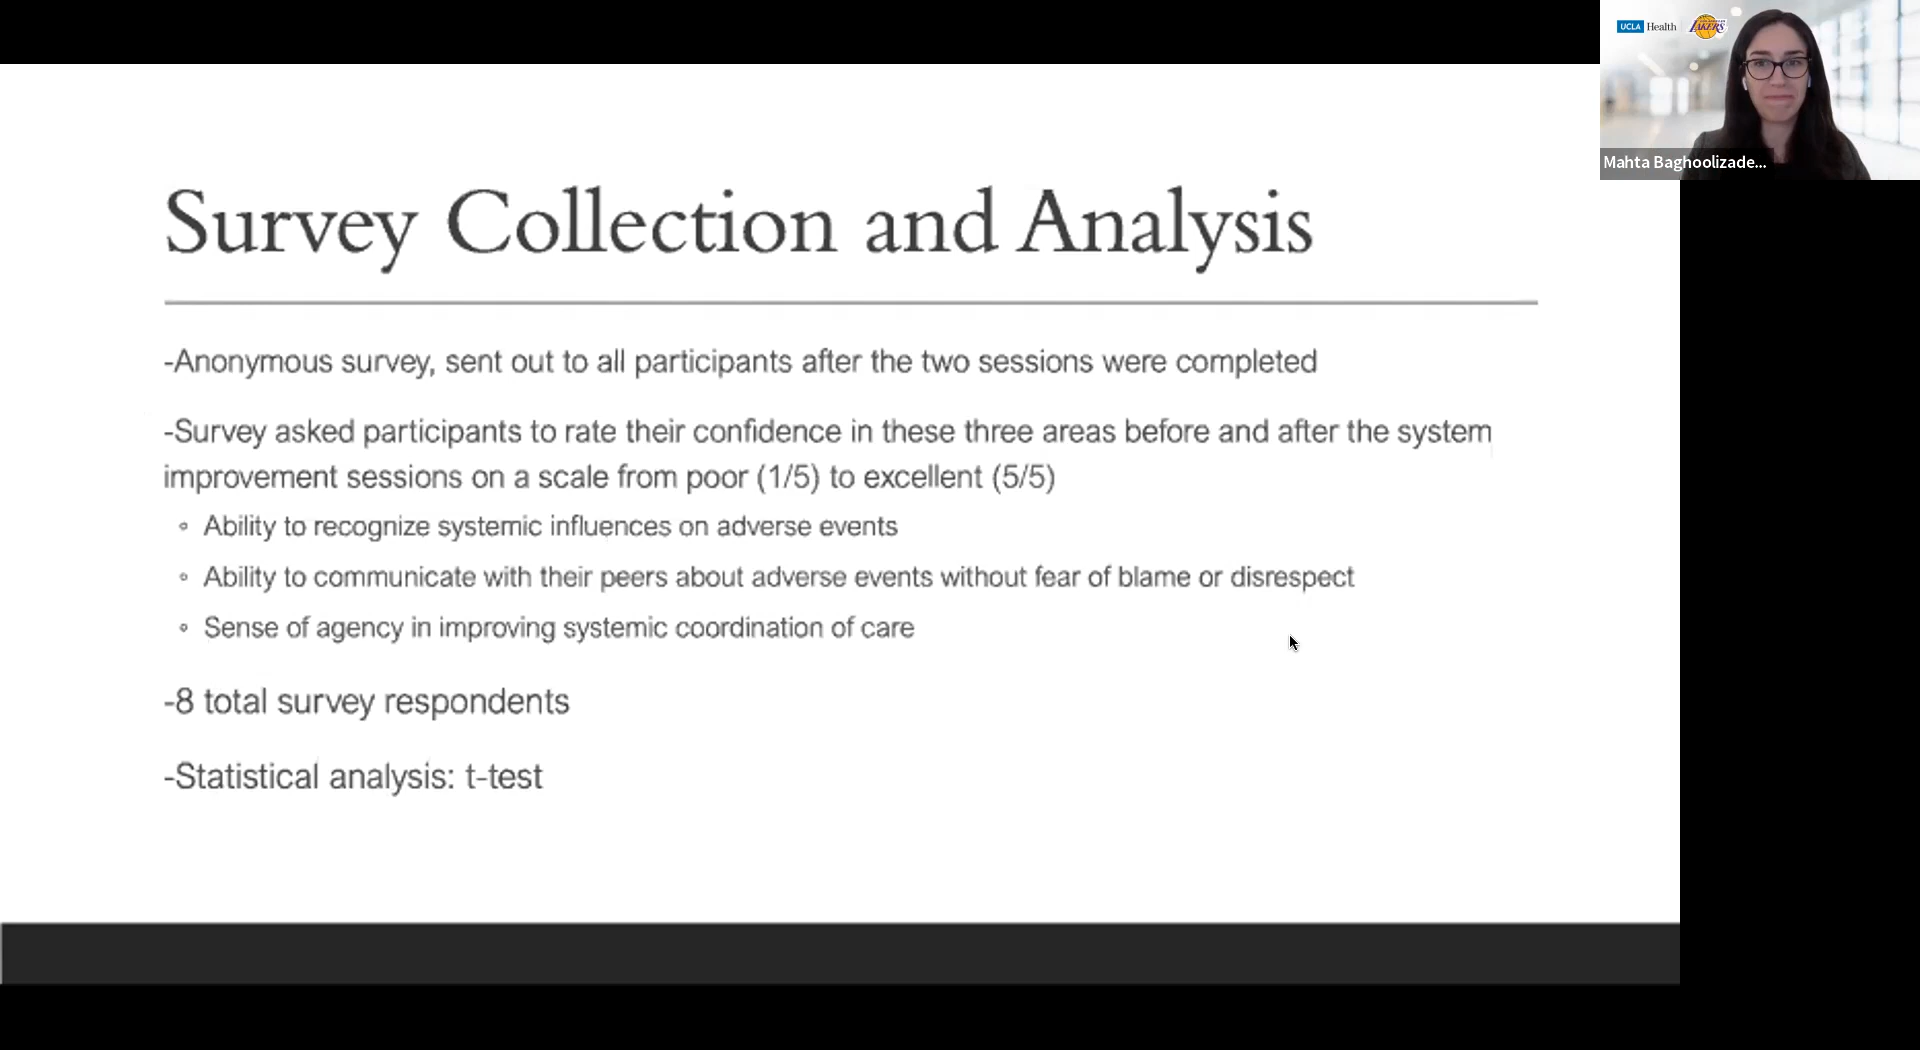 UCLA Health LAKERS
Mahta Baghoolizade...
Survey Collection and Analysis
-Anonymous survey, sent out to all participants after the two sessions were completed
-Survey asked participants to rate their confidence in these three areas before and after the system
improvement sessions on a scale from poor (1/5) to excellent (5/5)
◦ Ability to recognize systemic influences on adverse events
◦ Ability to communicate with their peers about adverse events without fear of blame or disrespect
◦ Sense of agency in improving systemic coordination of care
-8 total survey respondents
-Statistical analysis: t-test